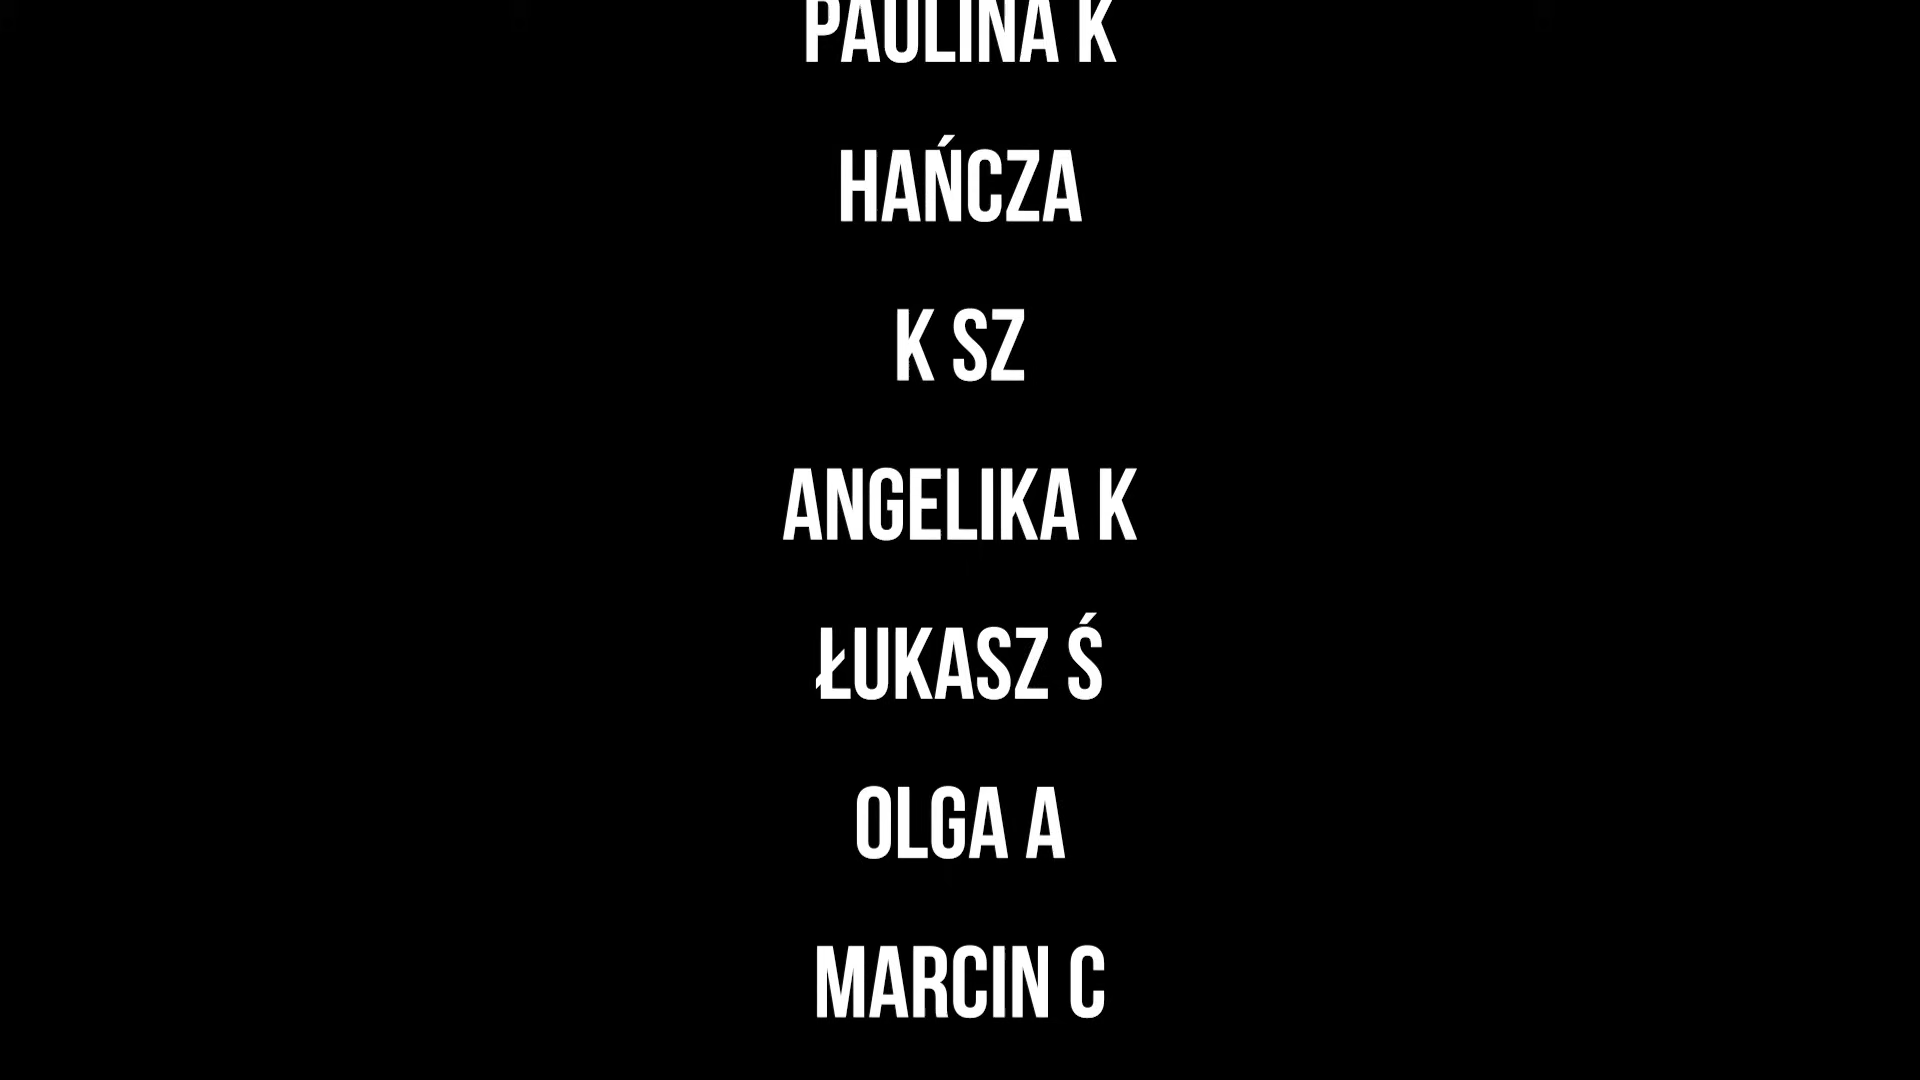 PAULINA K
HAŃCZA
K SZ
ANGELIKA K
ŁUKASZ Ś
OLGA A
MARCIN C